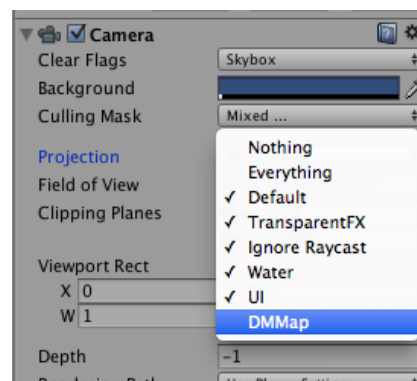 Camera
Clear Flags Skybox
Background
Culling Mask Mixed ...
Nothing
Everything
Projection
Default
Field of View
TransparentFX
Clipping Planes
Ignore Raycast
Water
Viewport Rect
UI
X 0
W 1
DMMap
Depth -1